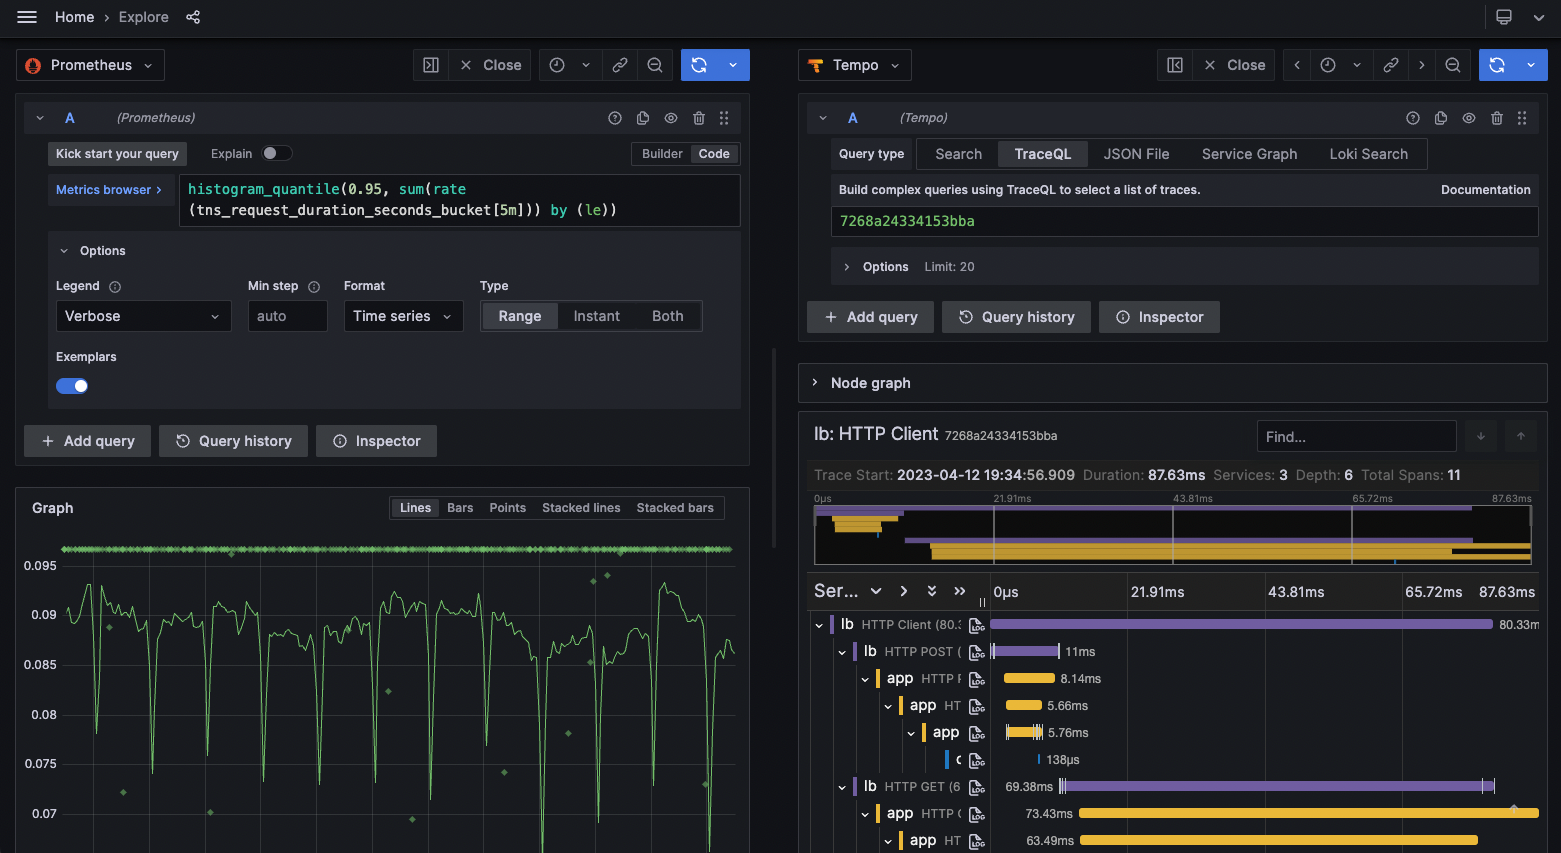 Home › Explore
Prometheus
Close
A (Prometheus)
Kick start your query Explain Builder Code
Metrics browser > histogram_quantile(0.95, sum(rate
(tns_request_duration_seconds_bucket[5m])) by (le))
Options
Legend Min step Format Type
Verbose auto Time series Range Instant Both
Exemplars
+ Add query Query history Inspector
Graph Lines Bars Points Stacked lines Stacked bars
0.095
0.09
0.085
0.08
0.075
0.07
Tempo
Close
A (Tempo)
Query type Search TraceQL JSON File Service Graph Loki Search
Build complex queries using TraceQL to select a list of traces. Documentation
7268a24334153bba
Options Limit: 20
+ Add query Query history Inspector
Node graph
lb: HTTP Client 7268a24334153bba Find...
Trace Start: 2023-04-12 19:34:56.909 Duration: 87.63ms Services: 3 Depth: 6 Total Spans: 11
0μs 21.91ms 43.81ms 65.72ms 87.63ms
Ser... 0μs 21.91ms 43.81ms 65.72ms 87.63ms
lb HTTP Client (80.3 LOG 80.33m
lb HTTP POST ( LOG 11ms
app HTTP P LOG 8.14ms
app HT LOG 5.66ms
app LOG 5.76ms
LOG 138μs
lb HTTP GET (6 LOG 69.38ms
app HTTP G LOG 73.43ms
app HT LOG 63.49ms